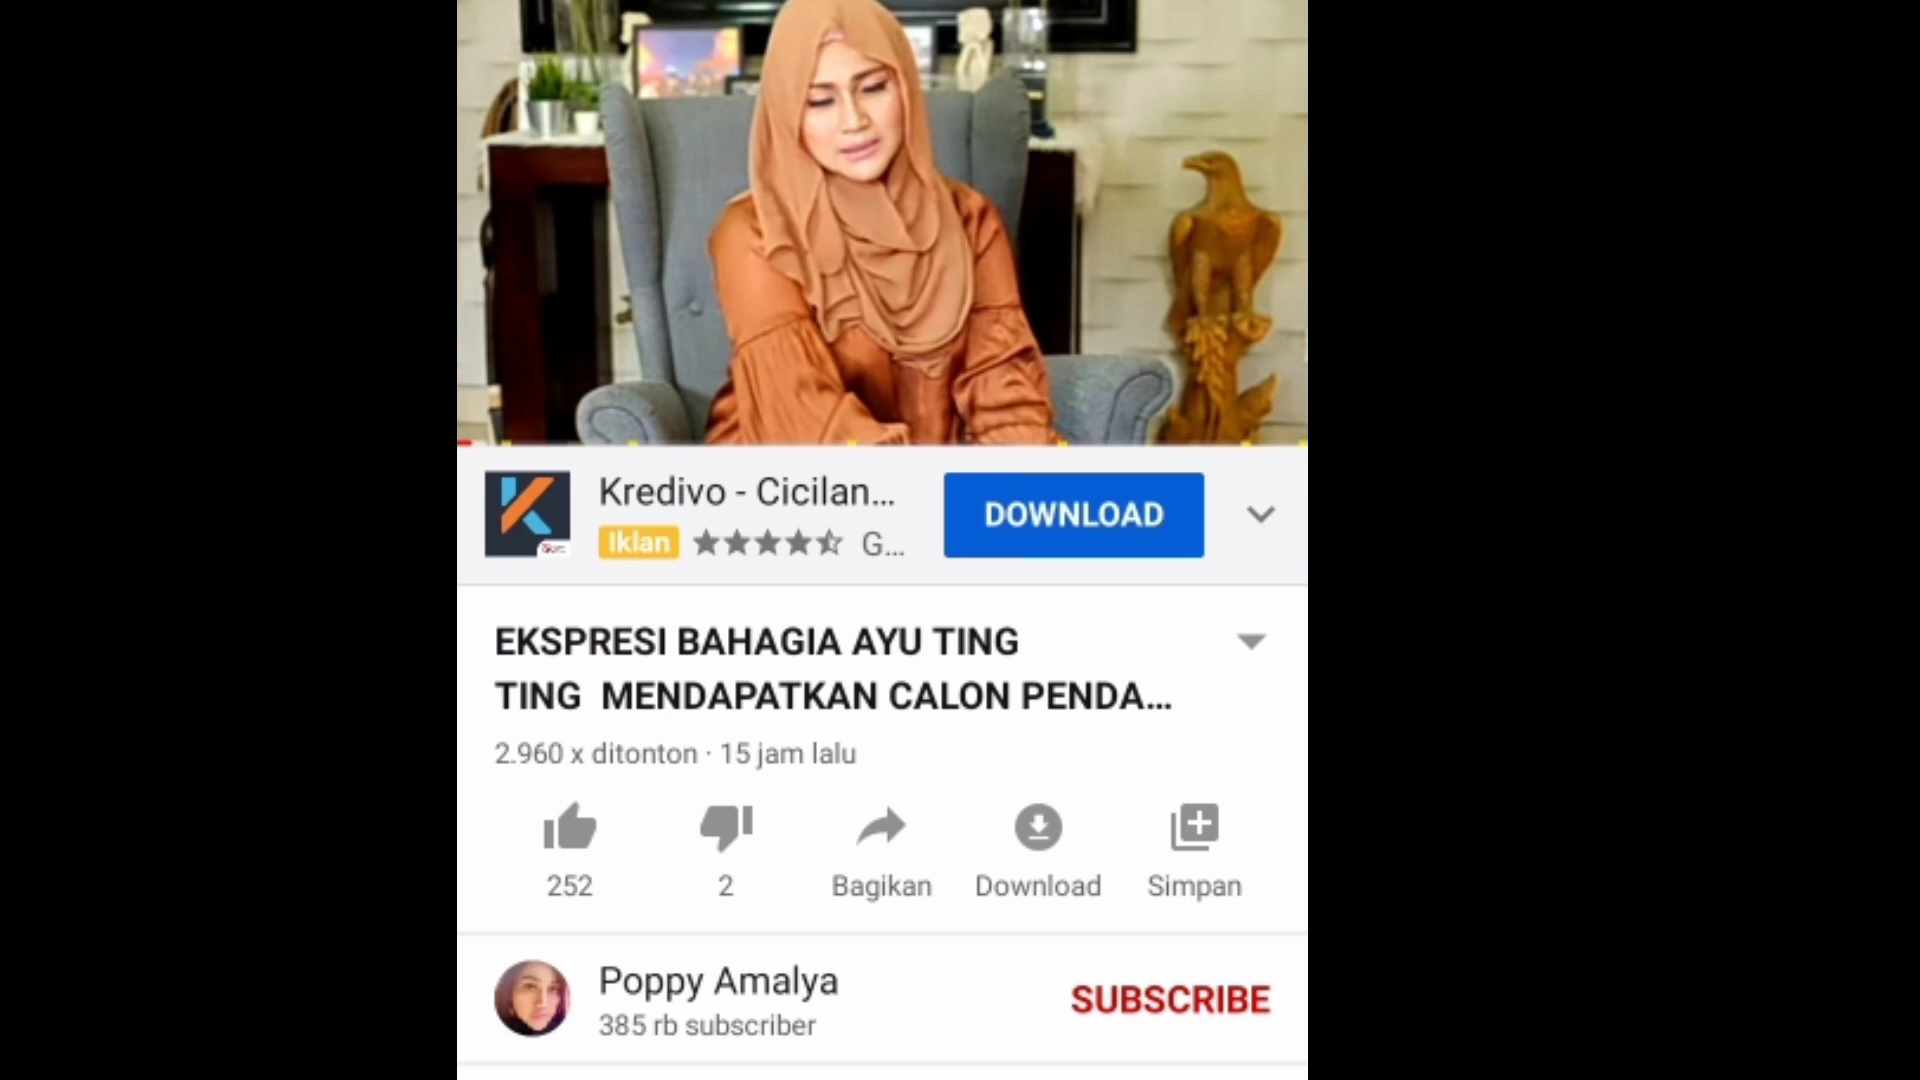 Kredivo - Cicilan...
DOWNLOAD
Iklan
G...
EKSPRESI BAHAGIA AYU TING
TING MENDAPATKAN CALON PENDA...
2.960 x ditonton · 15 jam lalu
252
2
Bagikan
Download
Simpan
Poppy Amalya
385 rb subscriber
SUBSCRIBE